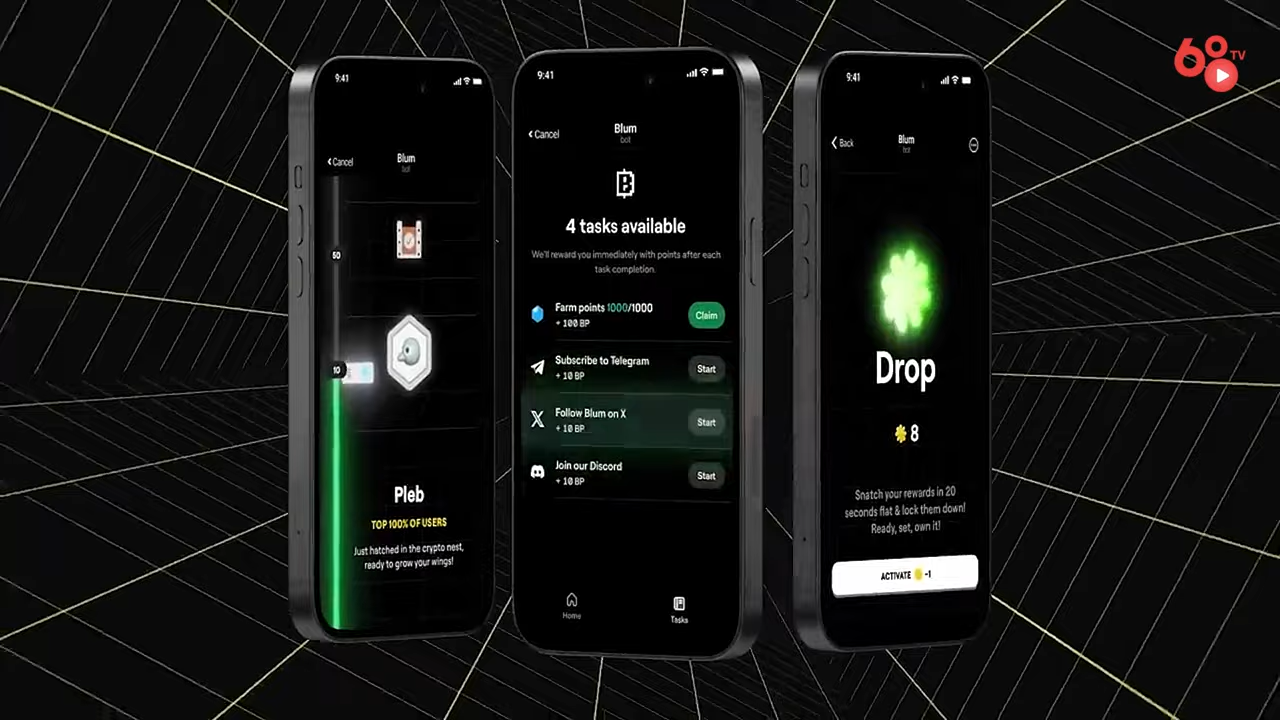 68 TV
9:41
Cancel
Blum
bot
50
10
Pleb
TOP 100% OF USERS
Just hatched in the crypto nest,
ready to grow your wings!
9:41
Cancel
Blum
bot
4 tasks available
We'll reward you immediately with points after each
task completion.
Farm points 1000/1000
+ 100 BP
Claim
Subscribe to Telegram
+ 10 BP
Start
Follow Blum on X
+ 10 BP
Start
Join our Discord
+ 10 BP
Start
Home
Tasks
9:41
Back
Blum
bot
Drop
8
Snatch your rewards in 20
seconds flat & lock them down!
Ready, set, own it!
ACTIVATE -1